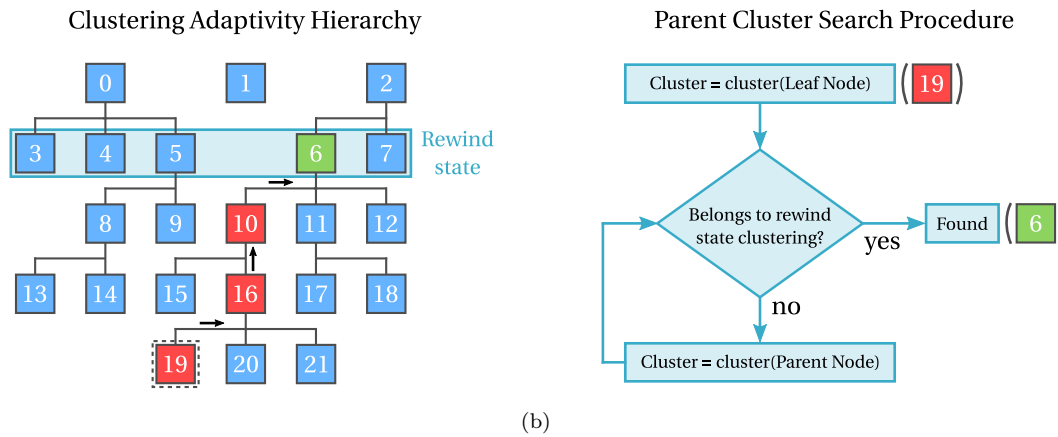 Clustering Adaptivity Hierarchy
0 1 2
3 4 5 6 7
Rewind
state
8 9 10 11 12
13 14 15 16 17 18
19 20 21
Parent Cluster Search Procedure
Cluster = cluster(Leaf Node) (19)
Belongs to rewind
state clustering?
yes
Found (6
no
Cluster = cluster(Parent Node)
(b)